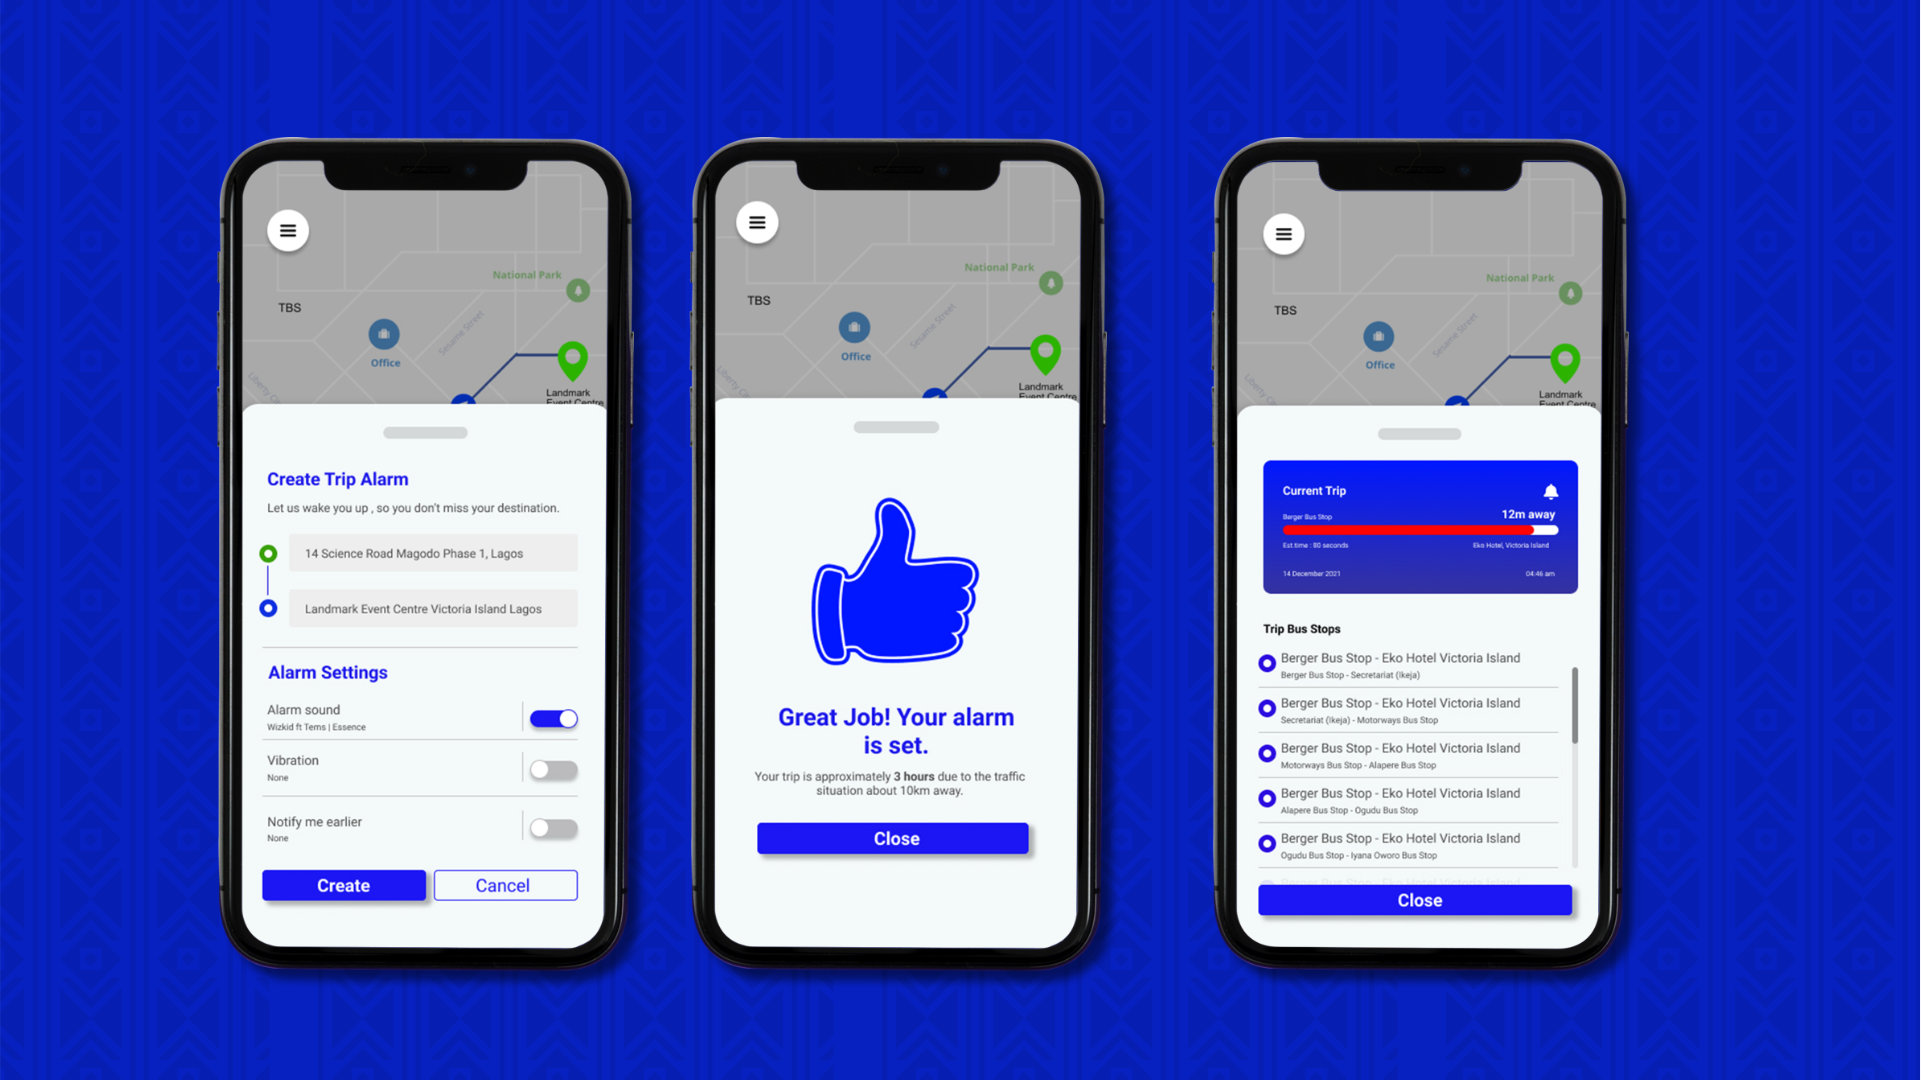 National Park
TBS
Sesame Street
Office
Landmark
Event Centre
Create Trip Alarm
Let us wake you up , so you don't miss your destination.
14 Science Road Magodo Phase 1, Lagos
Landmark Event Centre Victoria Island Lagos
Alarm Settings
Alarm sound
Wizkid ft Tems | Essence
Vibration
None
Notify me earlier
None
Create
Cancel
National Park
TBS
Sesame Street
Office
Landmark
Event Centre
Great Job! Your alarm
is set.
Your trip is approximately 3 hours due to the traffic
situation about 10km away.
Close
National Park
TBS
Sesame Street
Office
Landmark
Event Centre
Current Trip
Berger Bus Stop
12m away
Est.time : 80 seconds
Eko Hotel, Victoria Island
14 December 2021
04:46 am
Trip Bus Stops
Berger Bus Stop - Eko Hotel Victoria Island
Berger Bus Stop - Secretariat (Ikeja)
Berger Bus Stop - Eko Hotel Victoria Island
Secretariat (Ikeja) - Motorways Bus Stop
Berger Bus Stop - Eko Hotel Victoria Island
Motorways Bus Stop - Alapere Bus Stop
Berger Bus Stop - Eko Hotel Victoria Island
Alapere Bus Stop - Ogudu Bus Stop
Berger Bus Stop - Eko Hotel Victoria Island
Ogudu Bus Stop - Iyana Oworo Bus Stop
Berger Bus Stop - Eko Hotel Victoria Island
Close